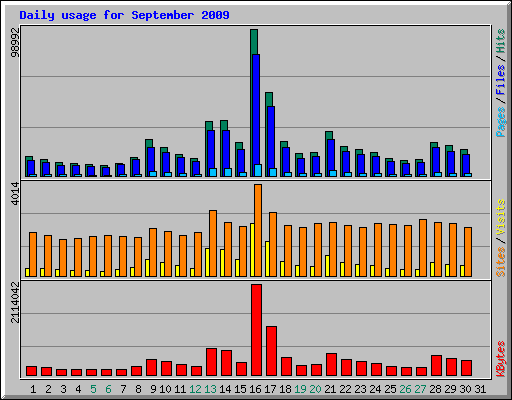 Daily usage for September 2009
98992
Pages / Files / Hits
4014
Sites / Visits
2114042
KBytes
1 2 3 4 5 6 7 8 9 10 11 12 13 14 15 16 17 18 19 20 21 22 23 24 25 26 27 28 29 30 31